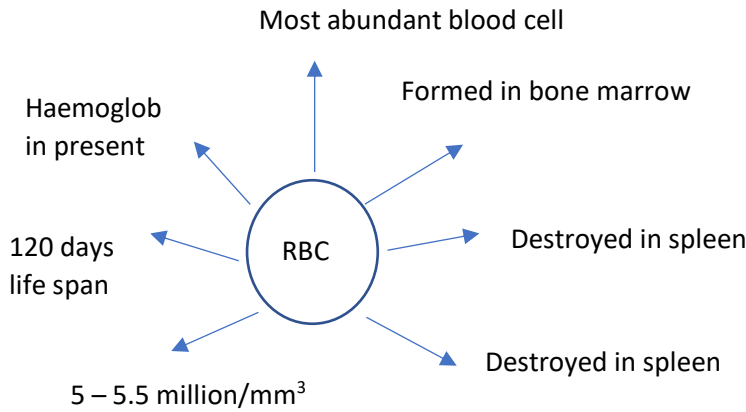 Most abundant blood cell
Formed in bone marrow
Haemoglob
in present
RBC
Destroyed in spleen
120 days
life span
Destroyed in spleen
5 – 5.5 million/mm³